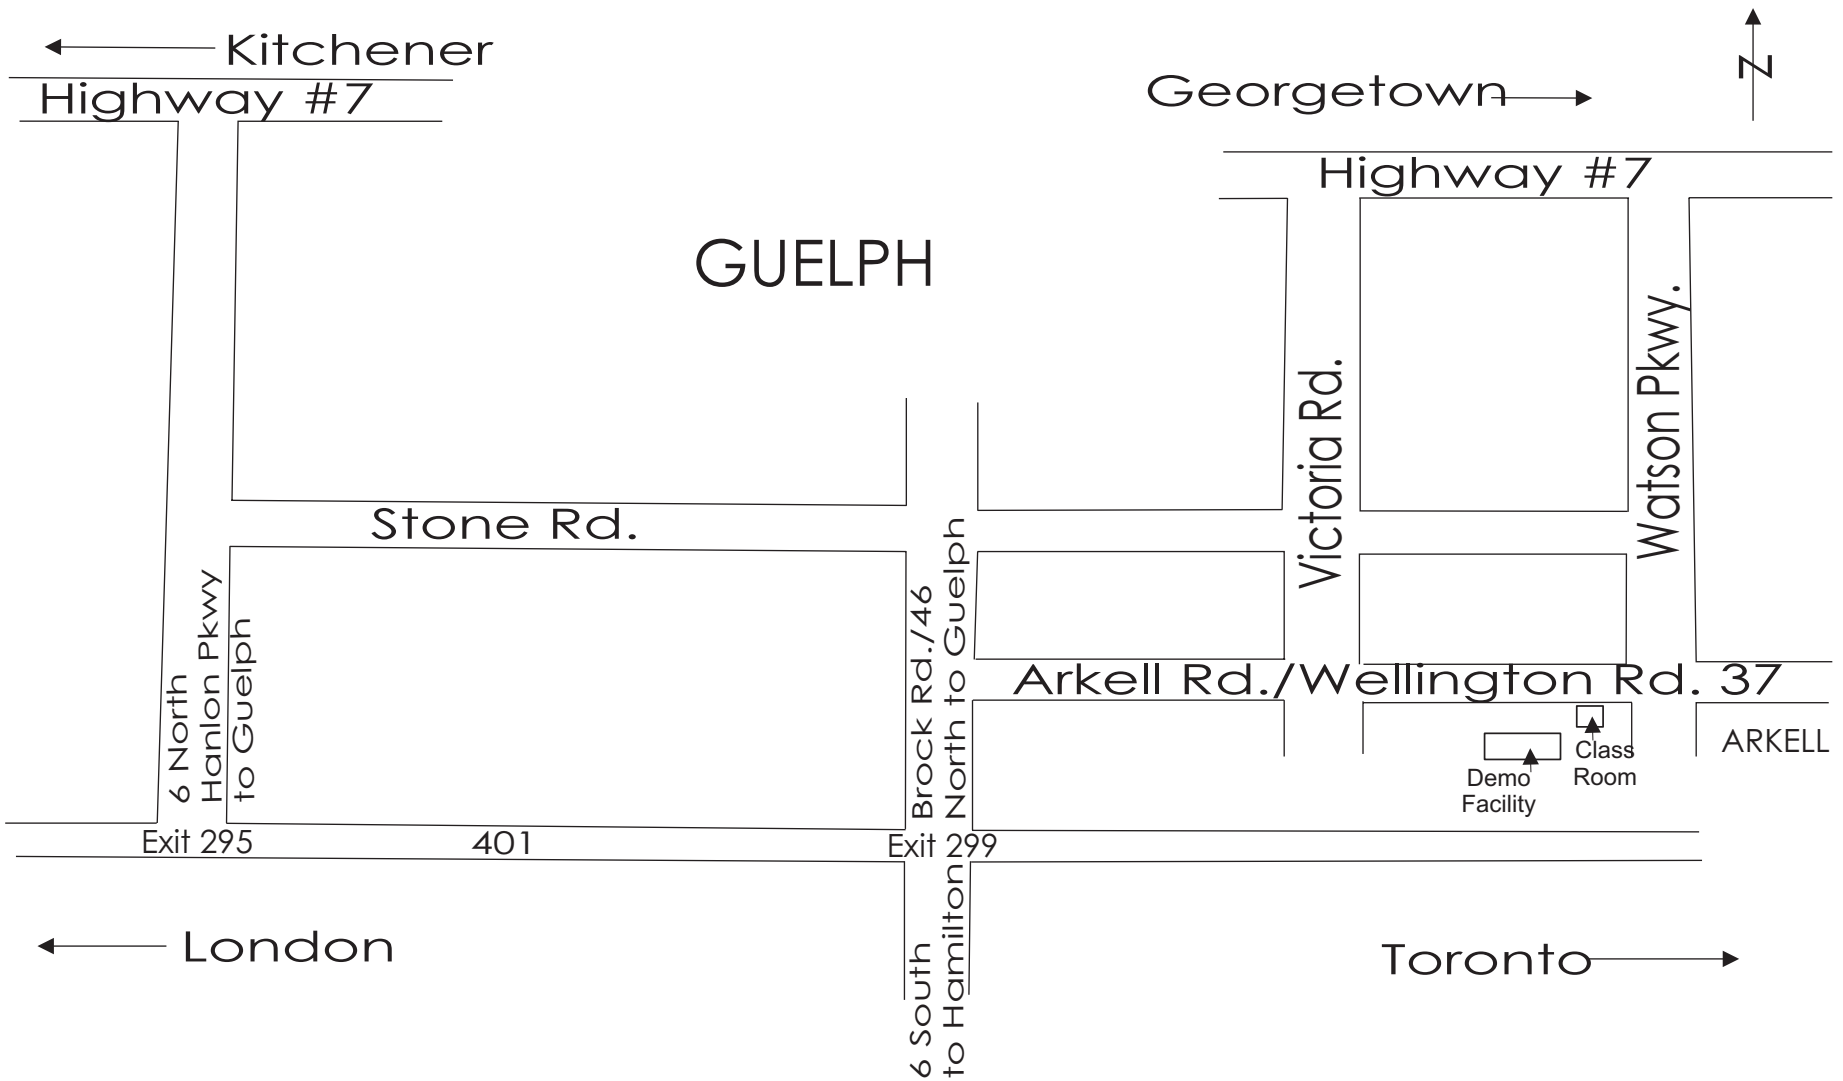 Kitchener
Highway #7
Georgetown
N
Highway #7
GUELPH
Victoria Rd.
Watson Pkwy.
Stone Rd.
6 North
Hanlon Pkwy
to Guelph
Brock Rd./46
North to Guelph
Arkell Rd./Wellington Rd. 37
ARKELL
Class
Room
Demo
Facility
Exit 295
401
Exit 299
6 South
to Hamilton
London
Toronto